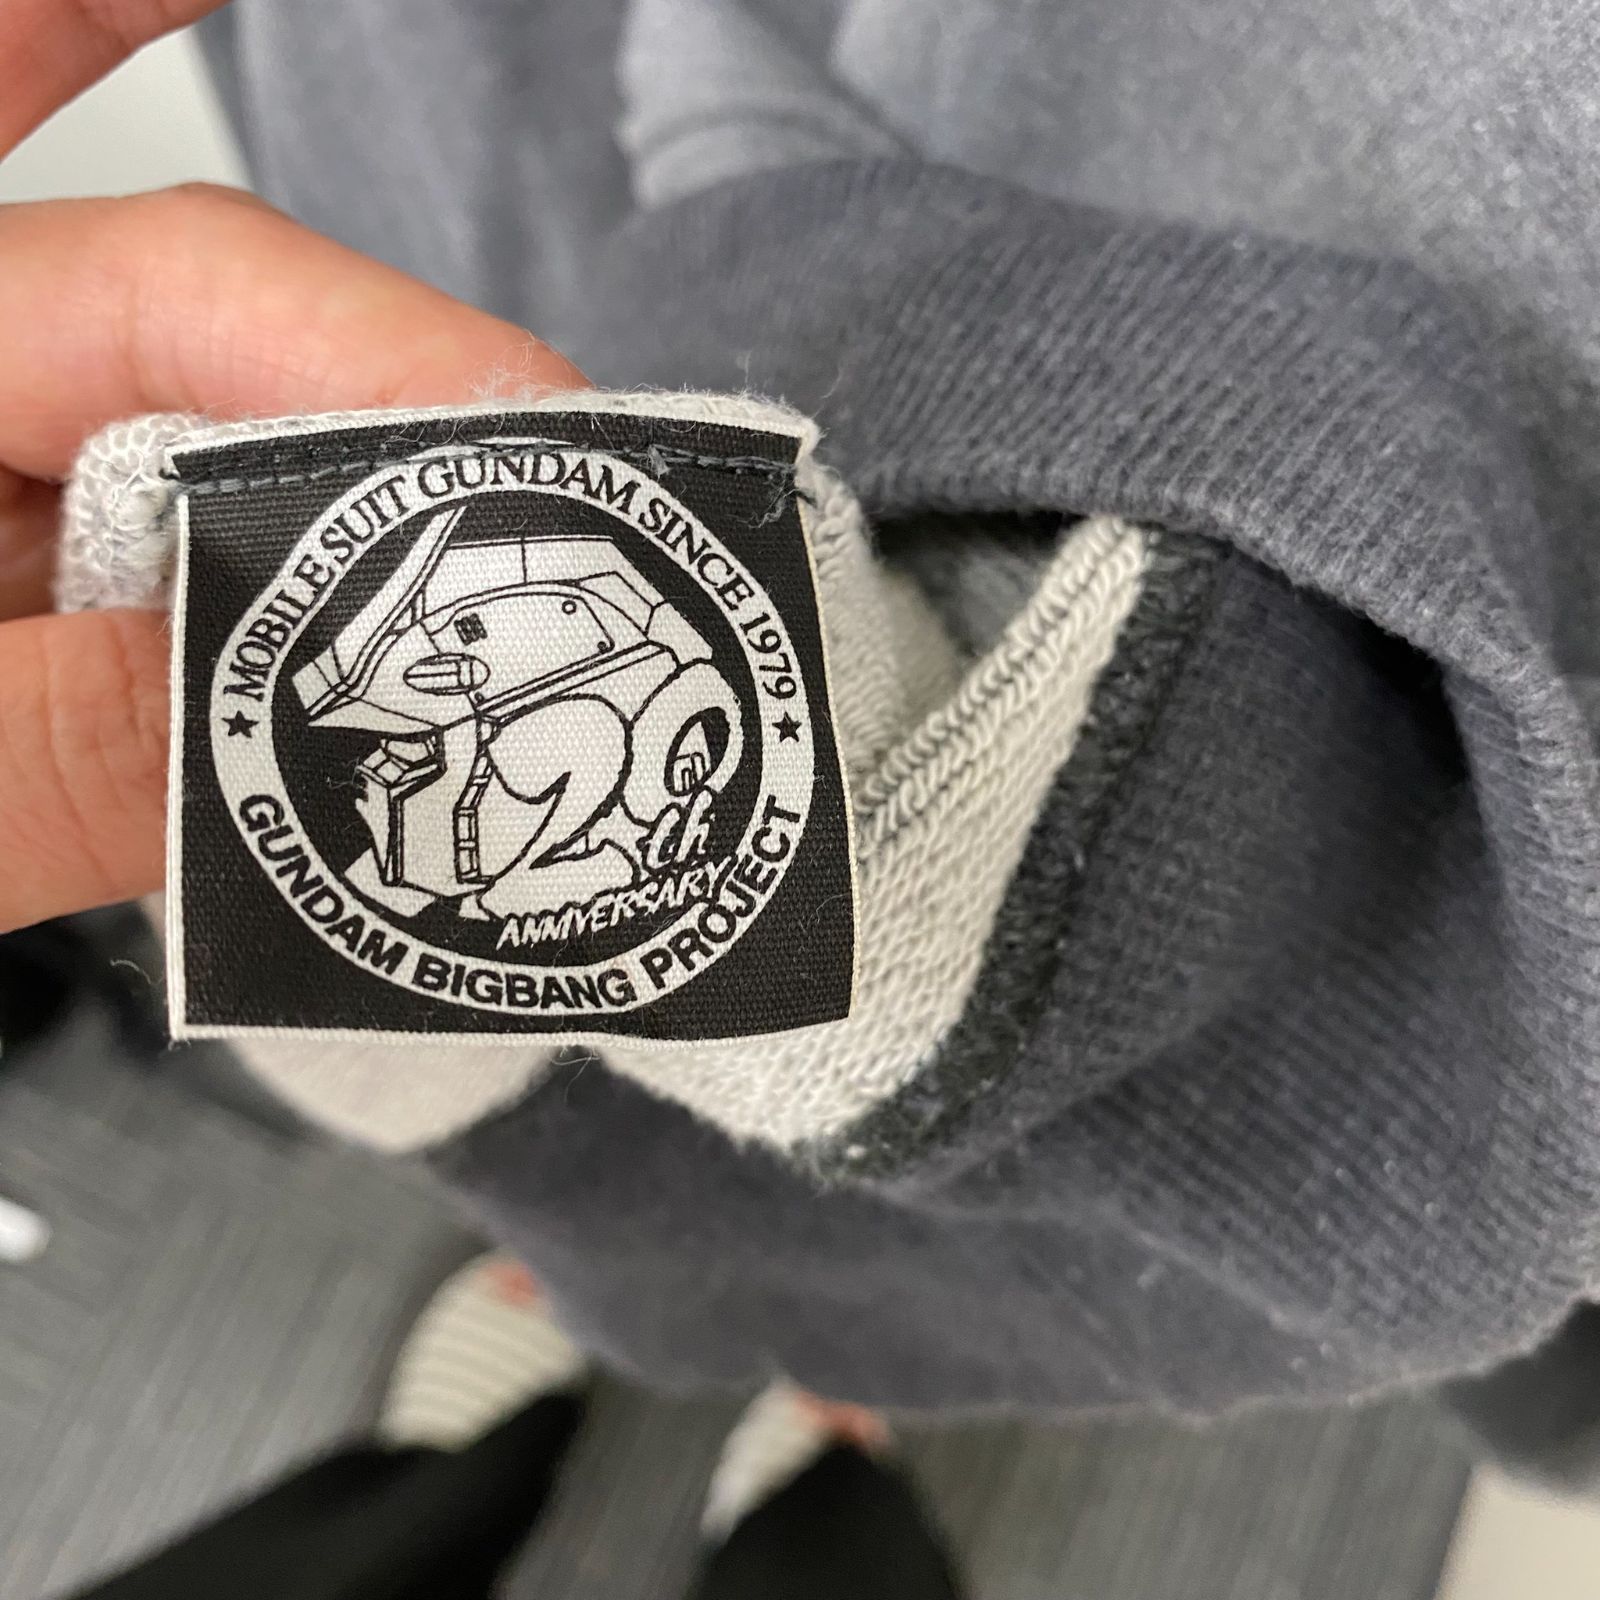 ★ MOBILE SUIT GUNDAM SINCE 1979 ★
20th
ANNIVERSARY
GUNDAM BIGBANG PROJECT